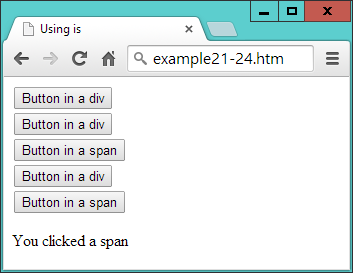 Using is
example21-24.htm
Button in a div
Button in a div
Button in a span
Button in a div
Button in a span
You clicked a span